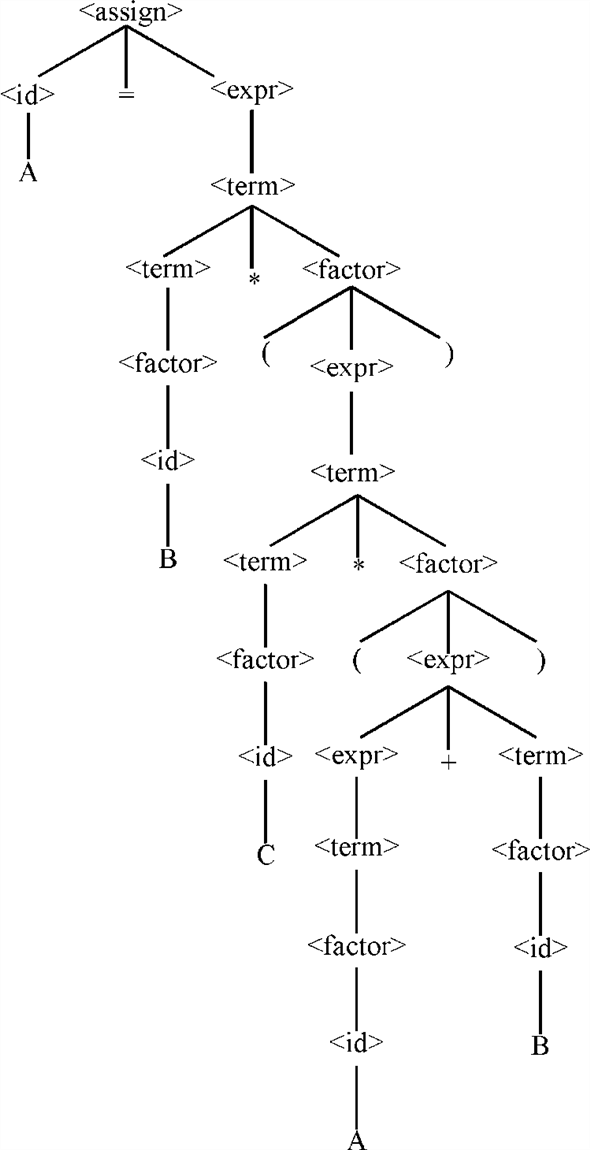 <assign>
<id> = <expr>
A
<term>
<term> * <factor>
<factor> ( <expr> )
<id> <term>
B <term> * <factor>
<factor> ( <expr> )
<id> <expr> + <term>
C <term> <factor>
<factor> <id>
<id> B
A